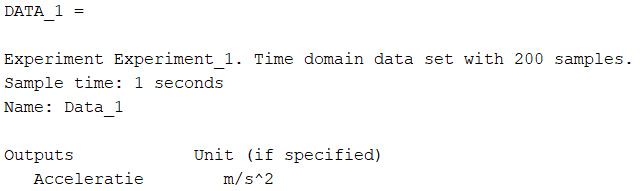 DATA_1 =
Experiment Experiment_1. Time domain data set with 200 samples.
Sample time: 1 seconds
Name: Data_1
Outputs Unit (if specified)
Acceleratie m/s^2